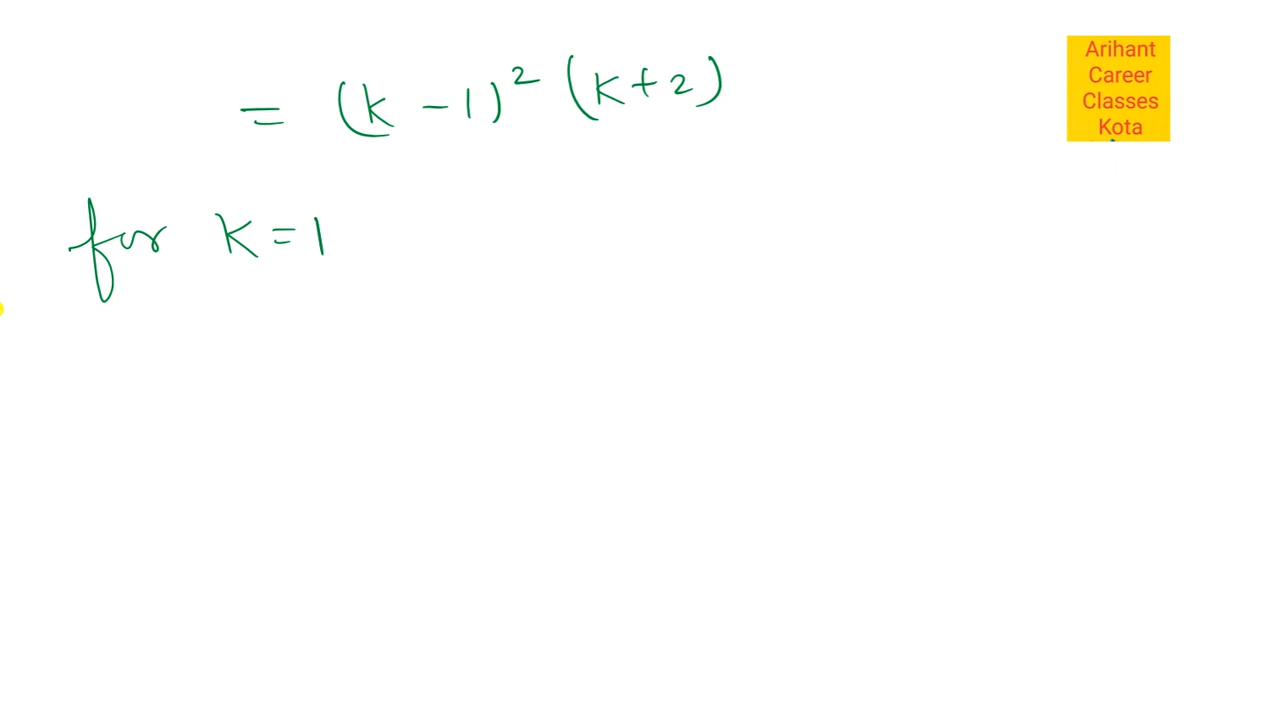 = (k - 1)² (k+2)
for k = 1
Arihant
Career
Classes
Kota